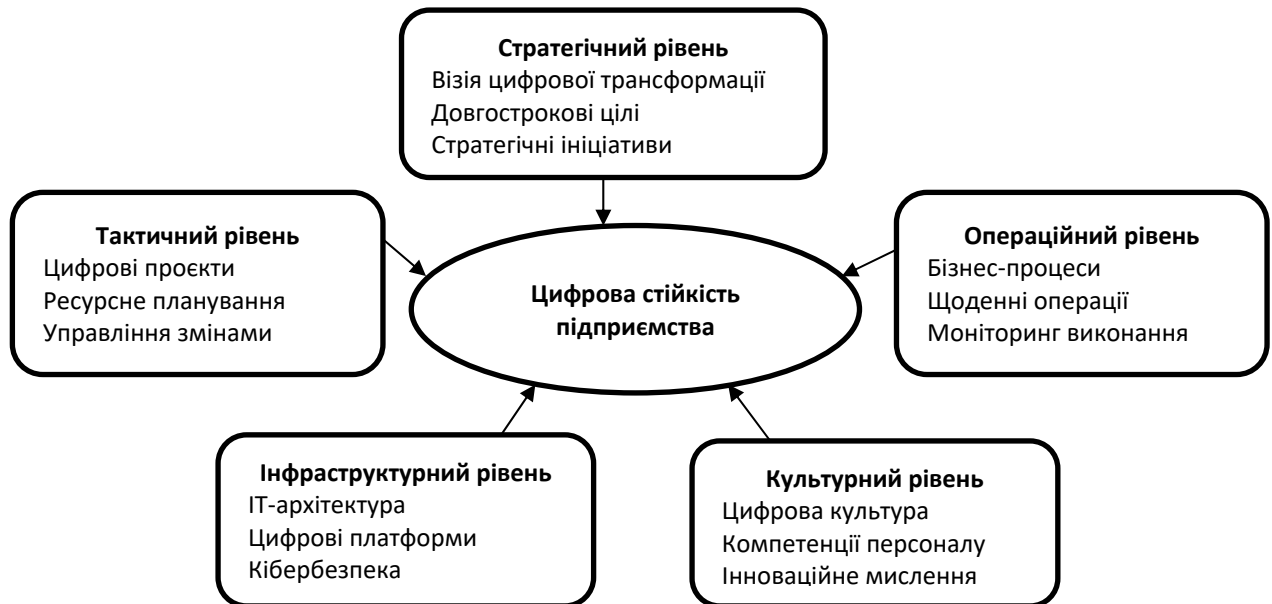 Стратегічний рівень
Візія цифрової трансформації
Довгострокові цілі
Стратегічні ініціативи
Тактичний рівень
Цифрові проєкти
Ресурсне планування
Управління змінами
Цифрова стійкість
підприємства
Операційний рівень
Бізнес-процеси
Щоденні операції
Моніторинг виконання
Інфраструктурний рівень
ІТ-архітектура
Цифрові платформи
Кібербезпека
Культурний рівень
Цифрова культура
Компетенції персоналу
Інноваційне мислення